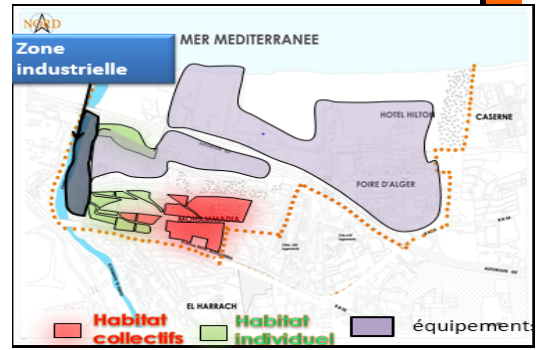 NORD
MER MEDITERRANEE
Zone
industrielle
HOTEL HILTON
CASERNE
FOIRE D'ALGER
MOHAMMADIA
EL HARRACH
Habitat
collectifs
Habitat
individuel
équipements